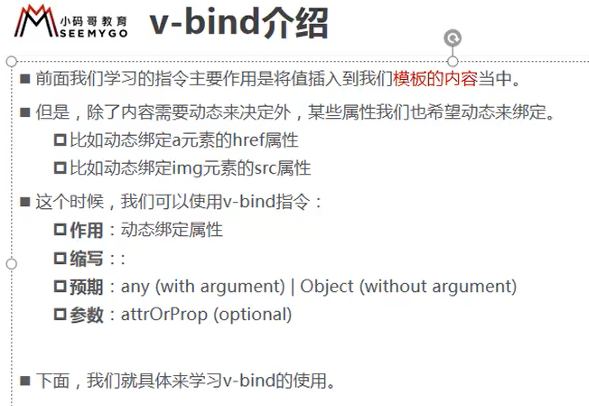 小码哥教育
SEEMYGO
v-bind介绍
前面我们学习的指令主要作用是将值插入到我们模板的内容当中。
但是，除了内容需要动态来决定外，某些属性我们也希望动态来绑定。
比如动态绑定a元素的href属性
比如动态绑定img元素的src属性
这个时候，我们可以使用v-bind指令：
作用：动态绑定属性
缩写：:
预期：any (with argument) | Object (without argument)
参数：attrOrProp (optional)
下面，我们就具体来学习v-bind的使用。